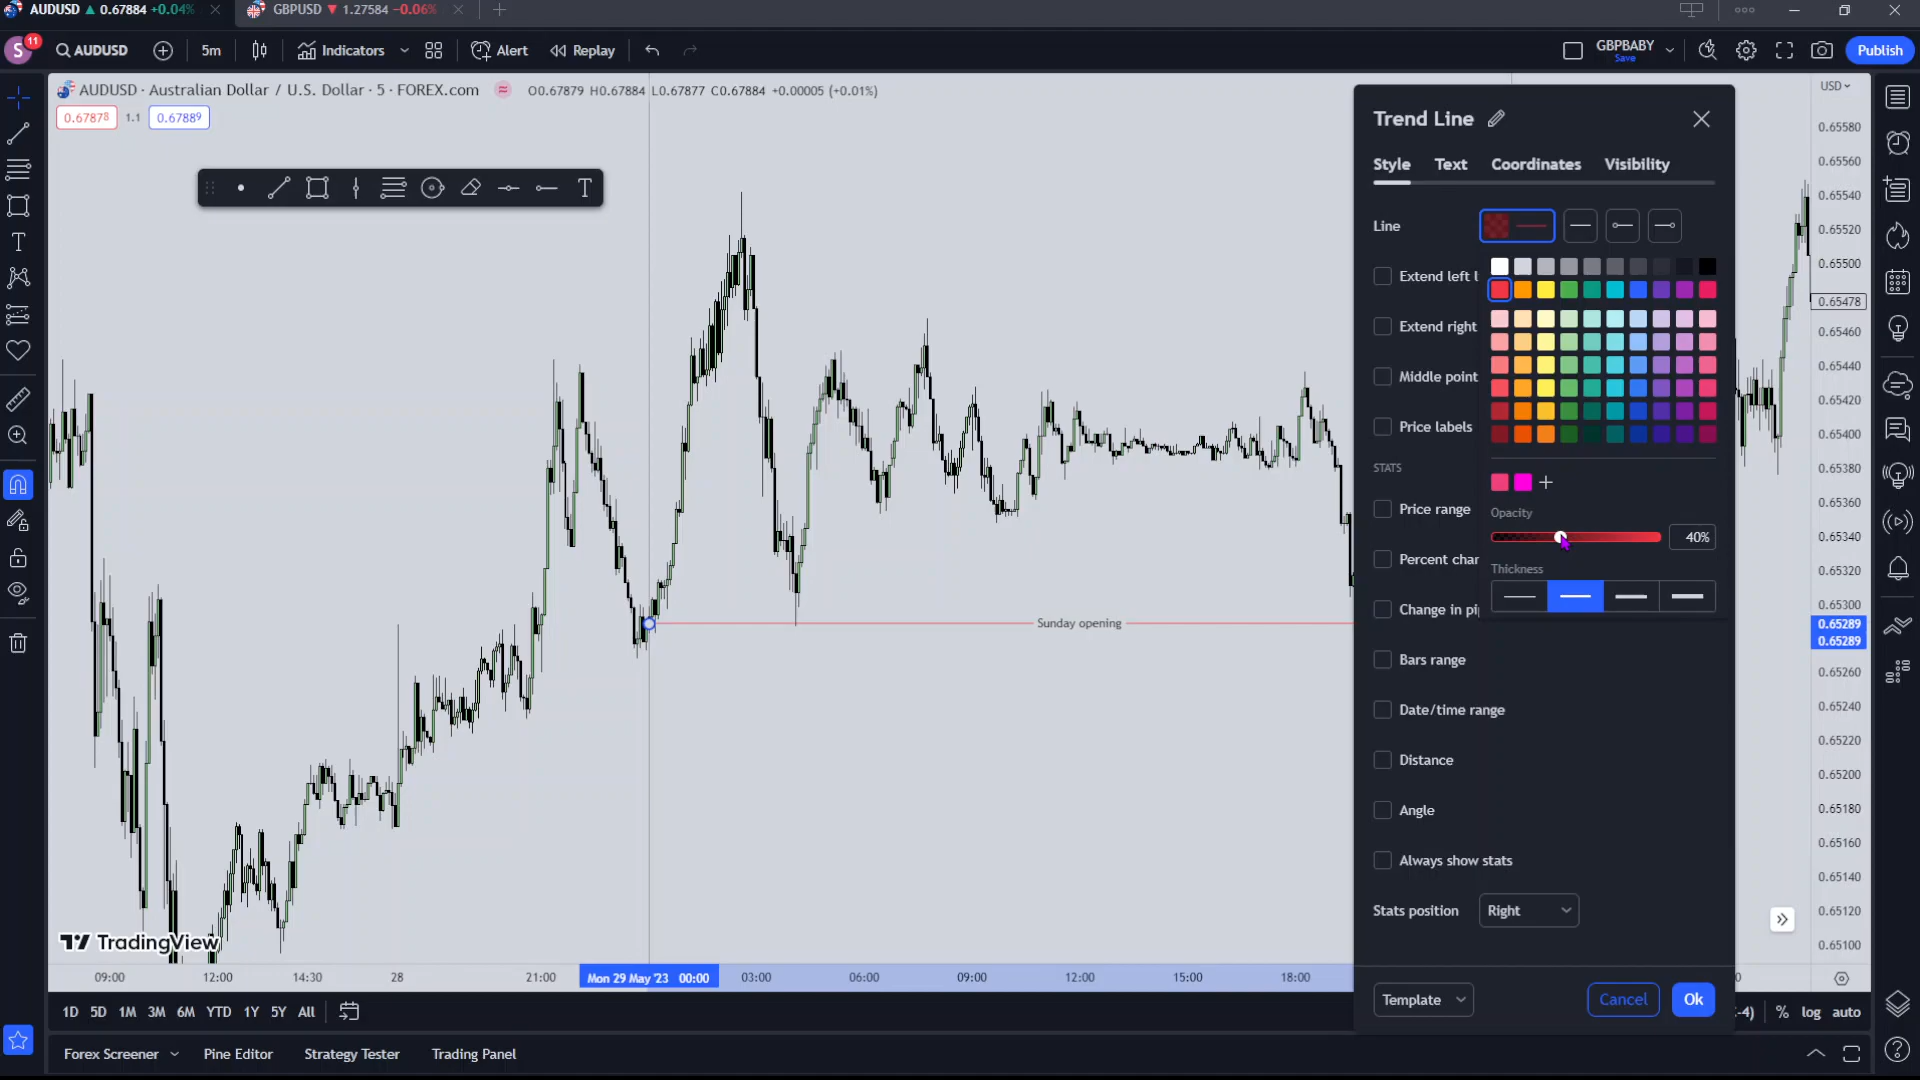 AUDUSD ▲ 0.67884 +0.04%
GBPUSD ▼ 1.27584 −0.06%
S 11
AUDUSD
5m
Indicators
Alert
Replay
GBPBABY
Save
Publish
AUDUSD · Australian Dollar / U.S. Dollar · 5 · FOREX.com
O0.67879 H0.67884 L0.67877 C0.67884 +0.00005 (+0.01%)
0.67878 1.1 0.67889
USD
T
T
Trend Line
Style Text Coordinates Visibility
Line
Extend left l
Extend right
Middle point
Price labels
STATS
Price range
Percent char
Change in pi
Bars range
Date/time range
Distance
Angle
Always show stats
Stats position Right
Opacity
40%
Thickness
Template
Cancel
Ok
Sunday opening
0.65580
0.65560
0.65540
0.65520
0.65500
0.65478
0.65460
0.65440
0.65420
0.65400
0.65380
0.65360
0.65340
0.65320
0.65300
0.65289
0.65289
0.65260
0.65240
0.65220
0.65200
0.65180
0.65160
0.65140
0.65120
0.65100
TradingView
09:00 12:00 14:30 28 21:00 Mon 29 May '23 00:00 03:00 06:00 09:00 12:00 15:00 18:00
1D 5D 1M 3M 6M YTD 1Y 5Y All
-4) % log auto
Forex Screener Pine Editor Strategy Tester Trading Panel